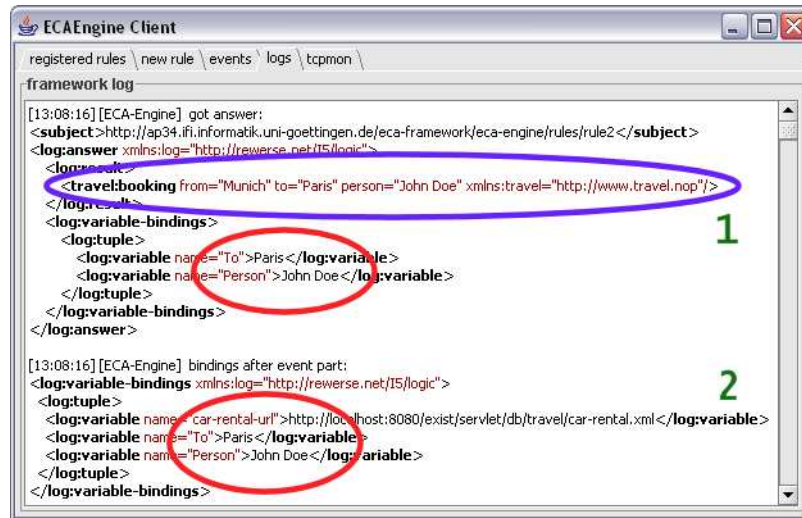 ECAEngine Client
registered rules new rule events logs tcpmon
framework log
[13:08:16] [ECA-Engine] got answer:
<subject>http://ap34.ifi.informatik.uni-goettingen.de/eca-framework/eca-engine/rules/rule2</subject>
<log:answer xmlns:log="http://rewerse.net/I5/logic">
<log:result>
<travel:booking from="Munich" to="Paris" person="John Doe" xmlns:travel="http://www.travel.nop"/>
</log:result>
1
<log:variable-bindings>
<log:tuple>
<log:variable name="To">Paris</log:variable>
<log:variable name="Person">John Doe</log:variable>
</log:tuple>
</log:variable-bindings>
</log:answer>
[13:08:16] [ECA-Engine] bindings after event part:
<log:variable-bindings xmlns:log="http://rewerse.net/I5/logic">
2
<log:tuple>
<log:variable name="car-rental-url">http://localhost:8080/exist/servlet/db/travel/car-rental.xml</log:variable>
<log:variable name="To">Paris</log:variable>
<log:variable name="Person">John Doe</log:variable>
</log:tuple>
</log:variable-bindings>